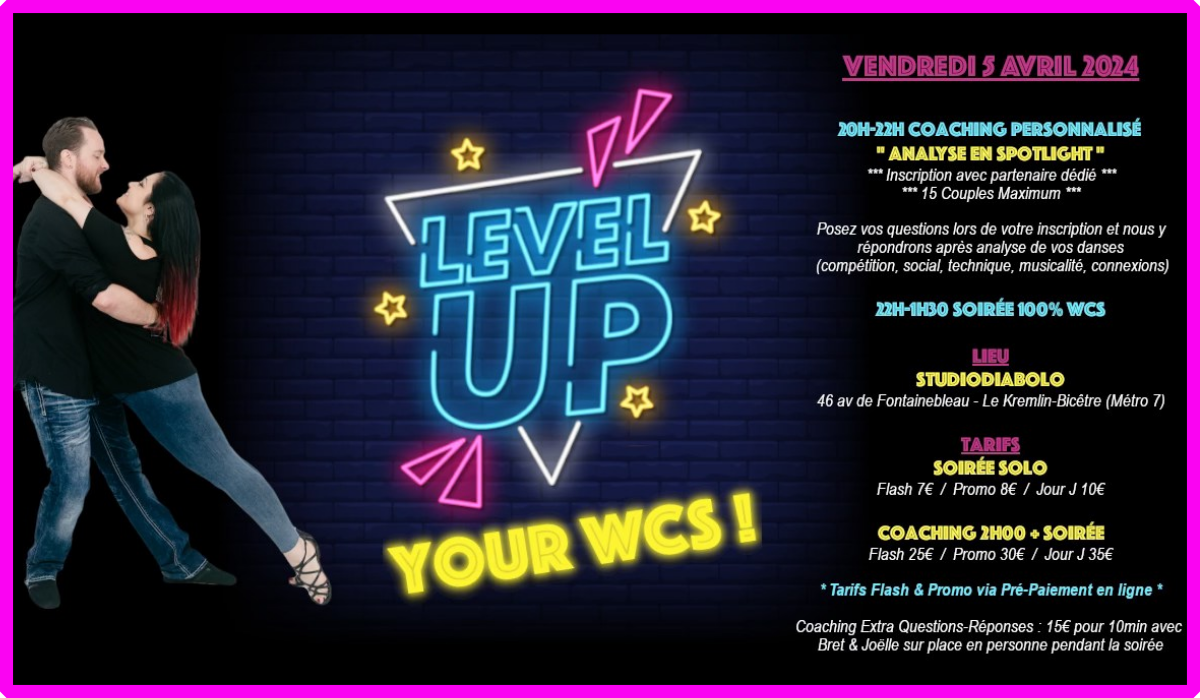 LEVEL
UP
YOUR WCS !
VENDREDI 5 AVRIL 2024
20H-22H COACHING PERSONNALISÉ
" ANALYSE EN SPOTLIGHT "
*** Inscription avec partenaire dédié ***
*** 15 Couples Maximum ***
Posez vos questions lors de votre inscription et nous y
répondrons après analyse de vos danses
(compétition, social, technique, musicalité, connexions)
22H-1H30 SOIRÉE 100% WCS
LIEU
STUDIODIABOLO
46 av de Fontainebleau - Le Kremlin-Bicêtre (Métro 7)
TARIFS
SOIRÉE SOLO
Flash 7€ / Promo 8€ / Jour J 10€
COACHING 2H00 + SOIRÉE
Flash 25€ / Promo 30€ / Jour J 35€
* Tarifs Flash & Promo via Pré-Paiement en ligne *
Coaching Extra Questions-Réponses : 15€ pour 10min avec
Bret & Joëlle sur place en personne pendant la soirée